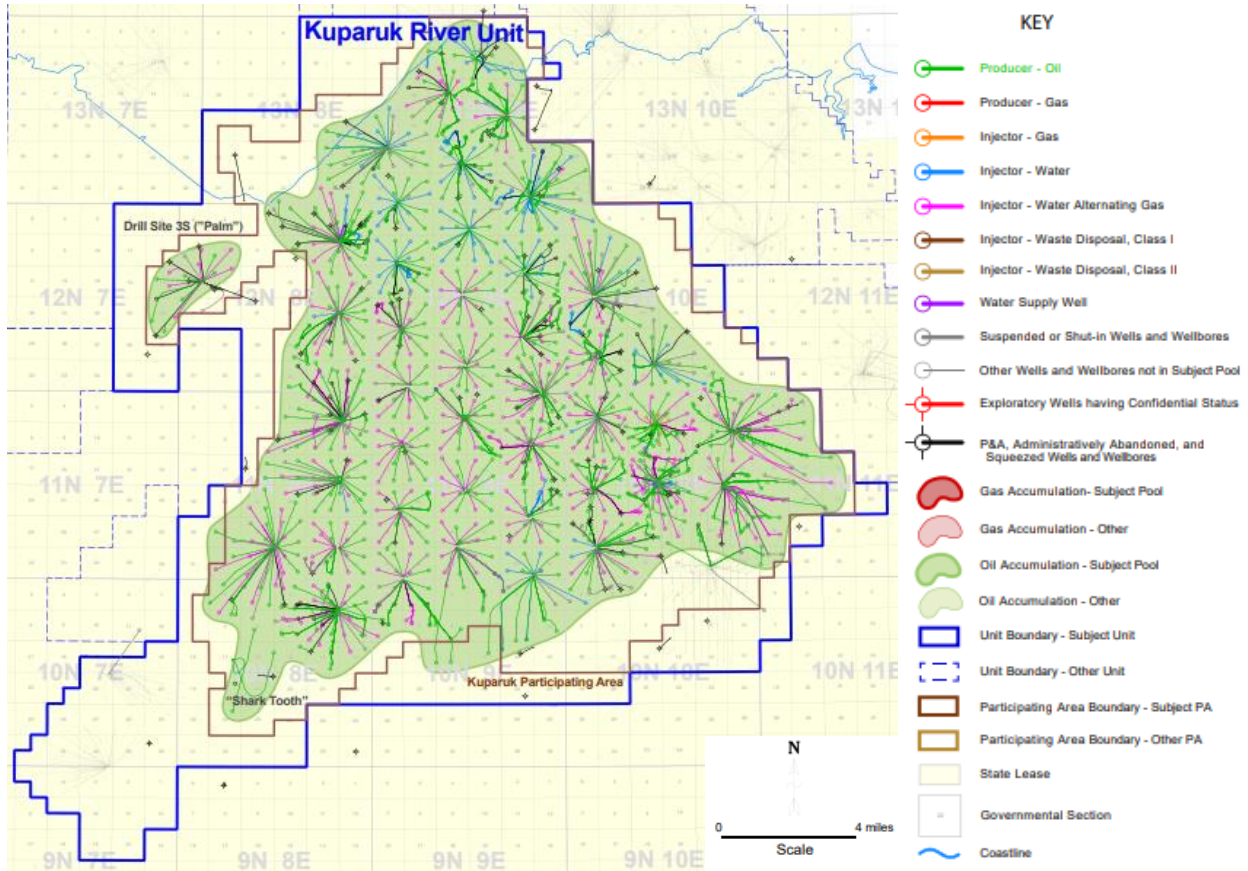 Kuparuk River Unit
13N 7E
13N 8E
13N 10E
13N 1
Drill Site 3S ("Palm")
12N 7E
12N 8E
10E
12N 11E
11N 7E
11E
10N 7E
8E
10N 9E
10N 10E
10N 11E
Kuparuk Participating Area
"Shark Tooth"
9N 7E
9N 8E
9N 9E
9N 10E
N
0
4 miles
Scale
KEY
Producer - Oil
Producer - Gas
Injector - Gas
Injector - Water
Injector - Water Alternating Gas
Injector - Waste Disposal, Class I
Injector - Waste Disposal, Class II
Water Supply Well
Suspended or Shut-in Wells and Wellbores
Other Wells and Wellbores not in Subject Pool
Exploratory Wells having Confidential Status
P&A, Administratively Abandoned, and
Squeezed Wells and Wellbores
Gas Accumulation- Subject Pool
Gas Accumulation - Other
Oil Accumulation - Subject Pool
Oil Accumulation - Other
Unit Boundary - Subject Unit
Unit Boundary - Other Unit
Participating Area Boundary - Subject PA
Participating Area Boundary - Other PA
State Lease
Governmental Section
Coastline